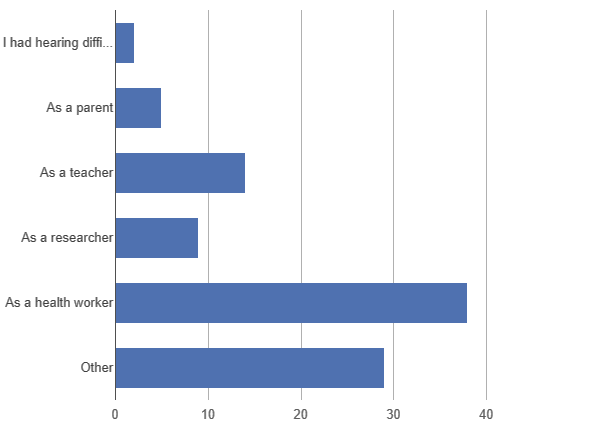 I had hearing diffi...
As a parent
As a teacher
As a researcher
As a health worker
Other
0 10 20 30 40